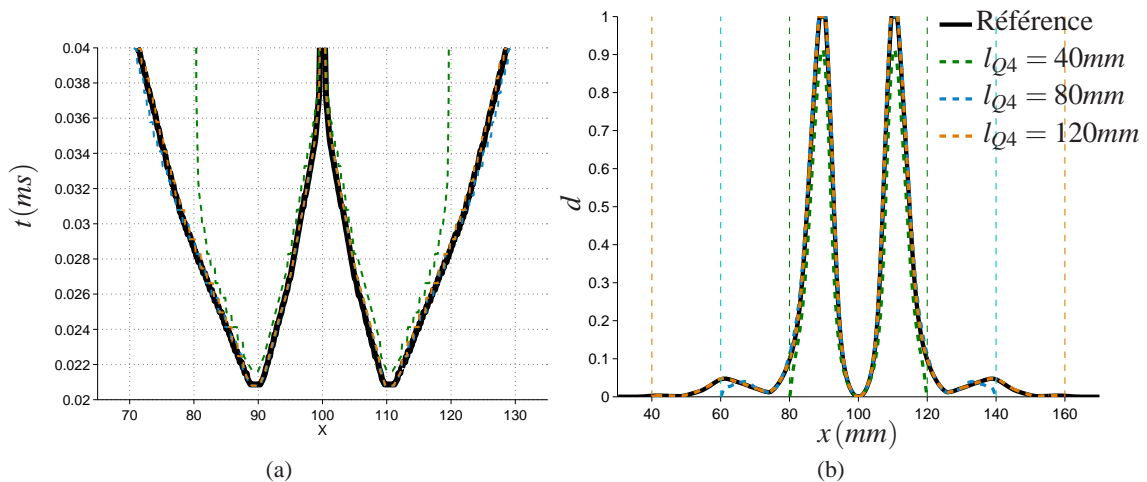 0.04
0.038
0.036
0.034
0.032
0.03
0.028
0.026
0.024
0.022
0.02
t(ms)
70 80 90 100 110 120 130
X
(a)
1
0.9
0.8
0.7
0.6
0.5
0.4
0.3
0.2
0.1
0
d
40 60 80 100 120 140 160
x(mm)
(b)
Référence
l_{Q4} = 40mm
l_{Q4} = 80mm
l_{Q4} = 120mm